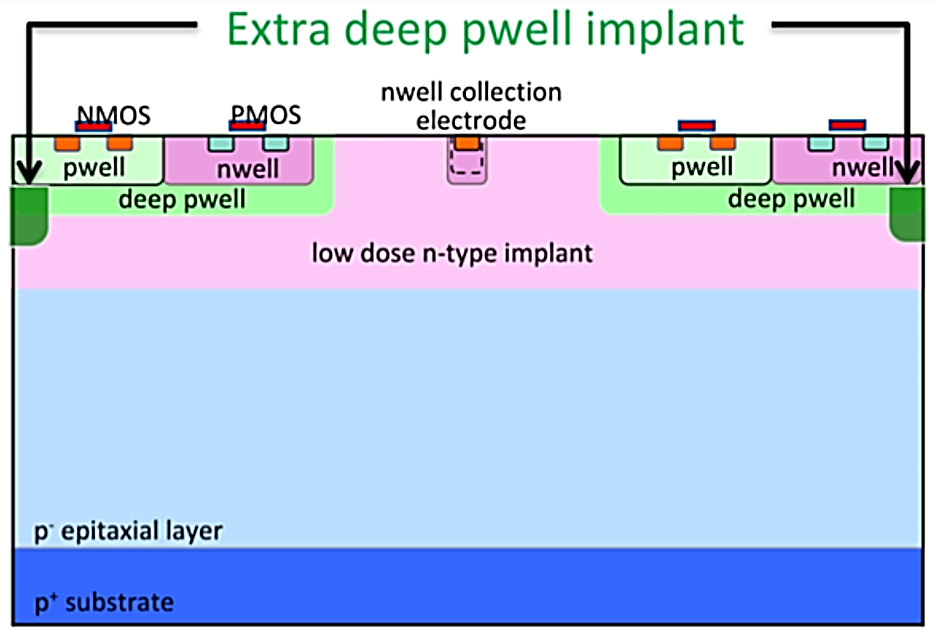 Extra deep pwell implant
nwell collection
electrode
NMOS PMOS
pwell nwell pwell nwell
deep pwell deep pwell
low dose n-type implant
p- epitaxial layer
p+ substrate